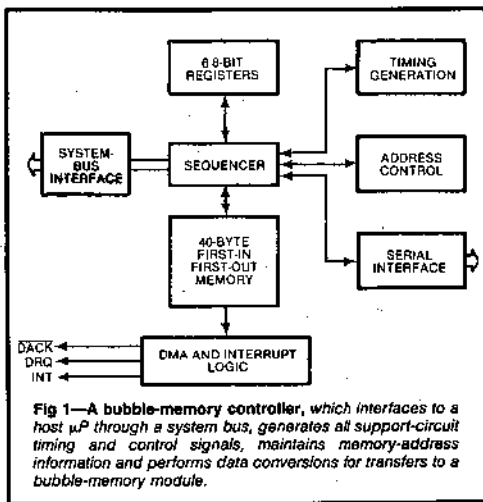 6 8-BIT
REGISTERS
TIMING
GENERATION
SYSTEM-
BUS
INTERFACE
SEQUENCER
ADDRESS
CONTROL
40-BYTE
FIRST-IN
FIRST-OUT
MEMORY
SERIAL
INTERFACE
DACK
DRQ
INT
DMA AND INTERRUPT
LOGIC
Fig 1—A bubble-memory controller, which interfaces to a
host μP through a system bus, generates all support-circuit
timing and control signals, maintains memory-address
information and performs data conversions for transfers to a
bubble-memory module.